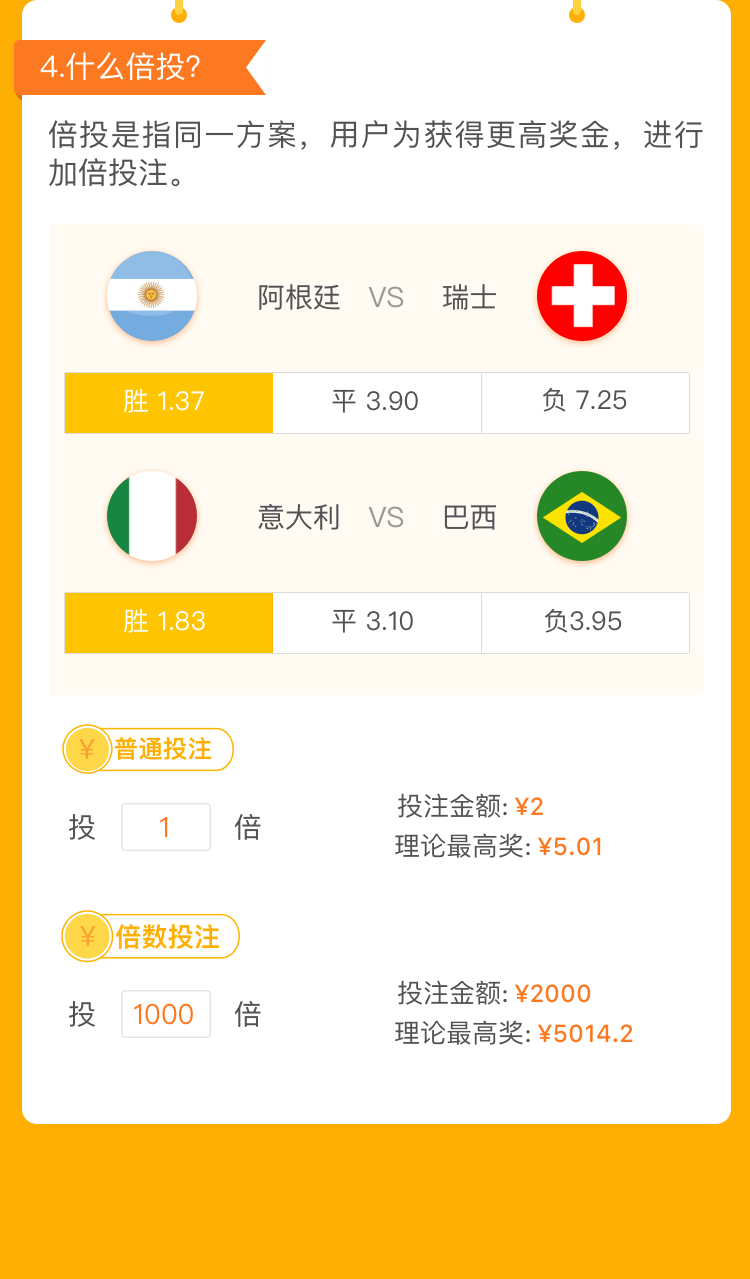 4.什么倍投?
倍投是指同一方案，用户为获得更高奖金，进行
加倍投注。
阿根廷 VS 瑞士
胜 1.37 平 3.90 负 7.25
意大利 VS 巴西
胜 1.83 平 3.10 负3.95
¥ 普通投注
投 1 倍
投注金额: ¥2
理论最高奖: ¥5.01
¥ 倍数投注
投 1000 倍
投注金额: ¥2000
理论最高奖: ¥5014.2